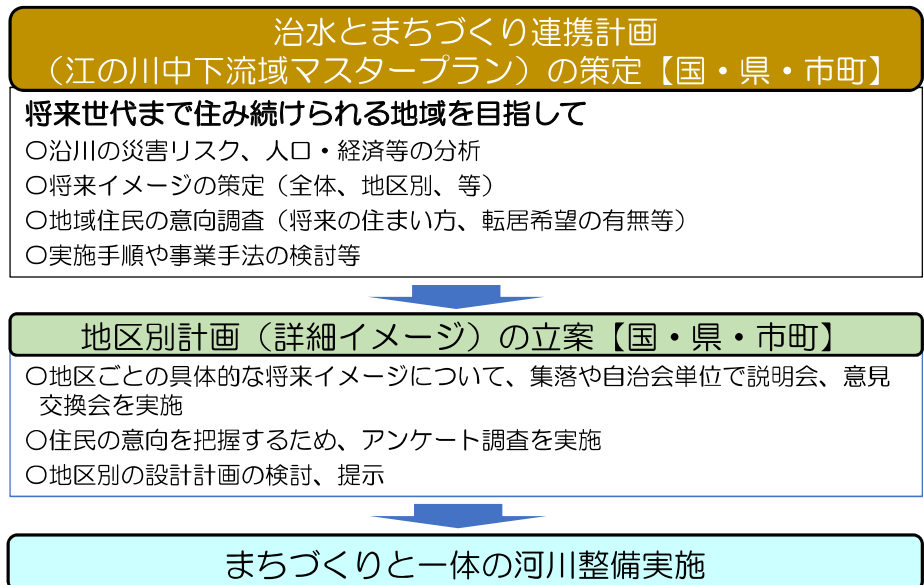 治水とまちづくり連携計画
（江の川中下流域マスタープラン）の策定【国・県・市町】
将来世代まで住み続けられる地域を目指して
〇沿川の災害リスク、人口・経済等の分析
〇将来イメージの策定（全体、地区別、等）
〇地域住民の意向調査（将来の住まい方、転居希望の有無等）
〇実施手順や事業手法の検討等
地区別計画（詳細イメージ）の立案【国・県・市町】
〇地区ごとの具体的な将来イメージについて、集落や自治会単位で説明会、意見
交換会を実施
〇住民の意向を把握するため、アンケート調査を実施
〇地区別の設計計画の検討、提示
まちづくりと一体の河川整備実施